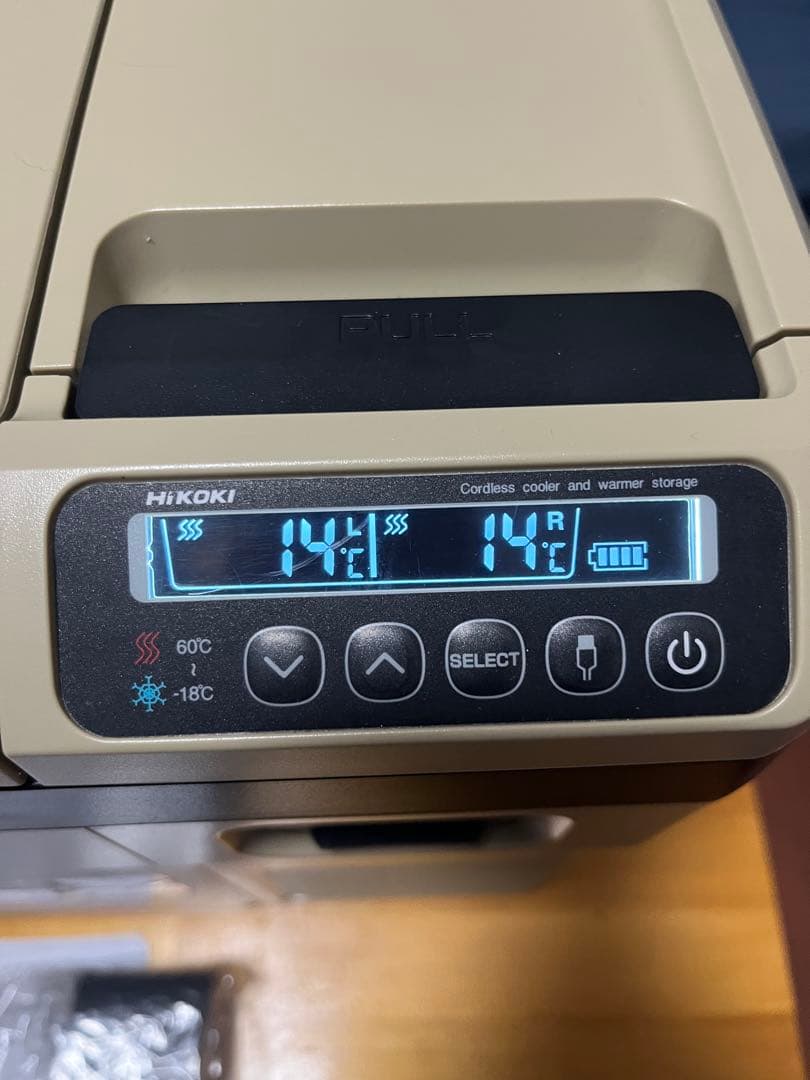 PULL
HiKOKI
Cordless cooler and warmer storage
14℃ L 14℃ R
60℃
~
-18℃
SELECT